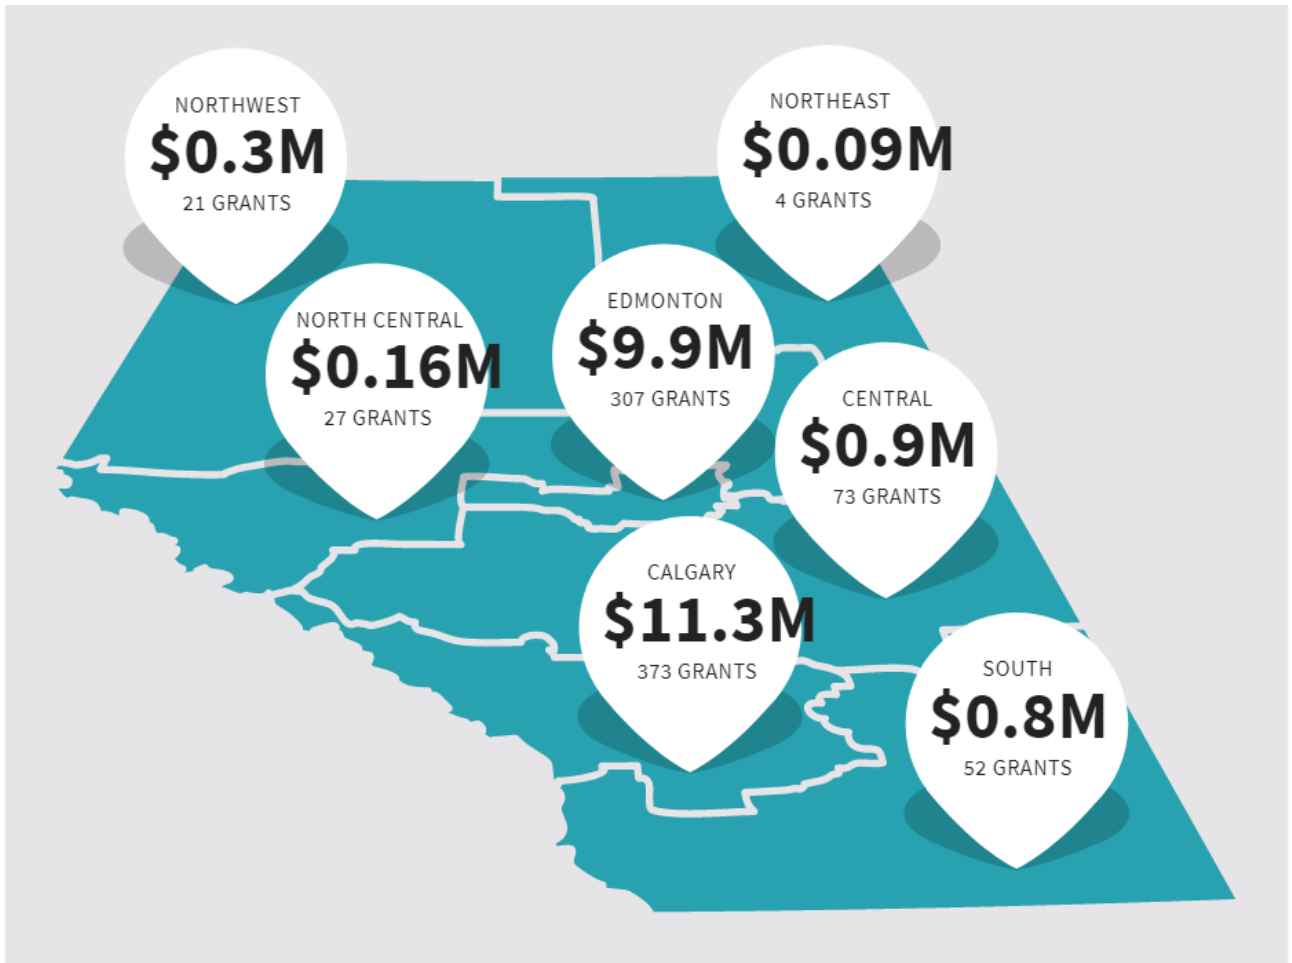 NORTHWEST
$0.3M
21 GRANTS
NORTHEAST
$0.09M
4 GRANTS
NORTH CENTRAL
$0.16M
27 GRANTS
EDMONTON
$9.9M
307 GRANTS
CENTRAL
$0.9M
73 GRANTS
CALGARY
$11.3M
373 GRANTS
SOUTH
$0.8M
52 GRANTS